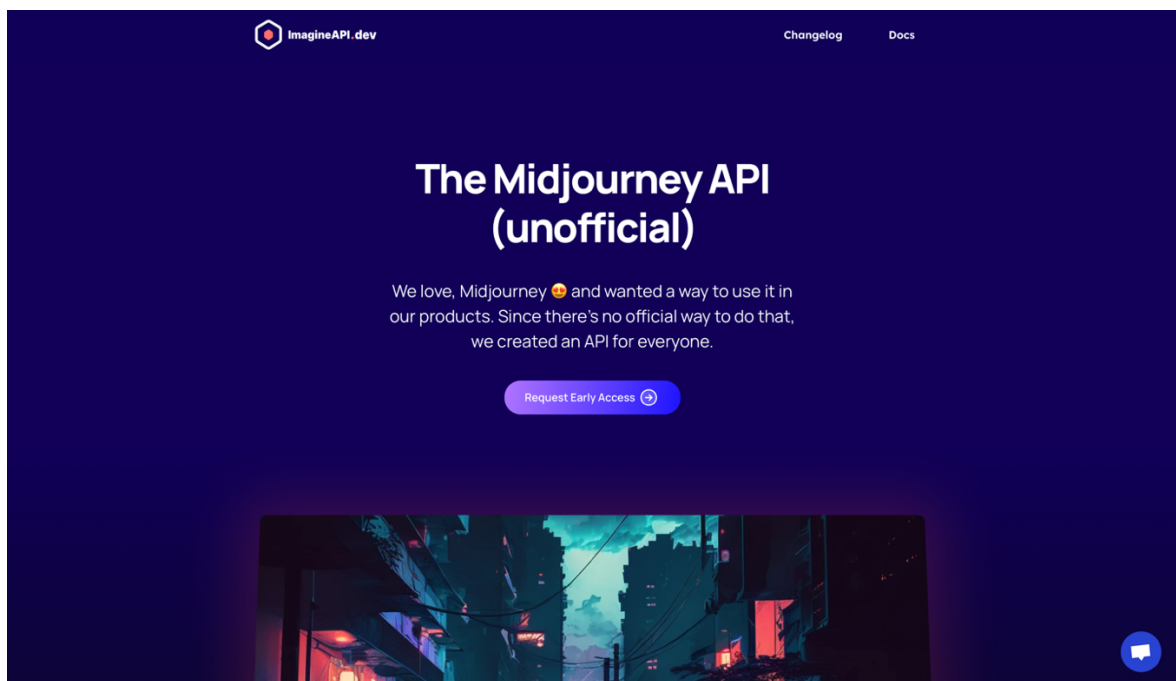 ImagineAPI.dev
Changelog
Docs
The Midjourney API
(unofficial)
We love, Midjourney 😍 and wanted a way to use it in
our products. Since there's no official way to do that,
we created an API for everyone.
Request Early Access